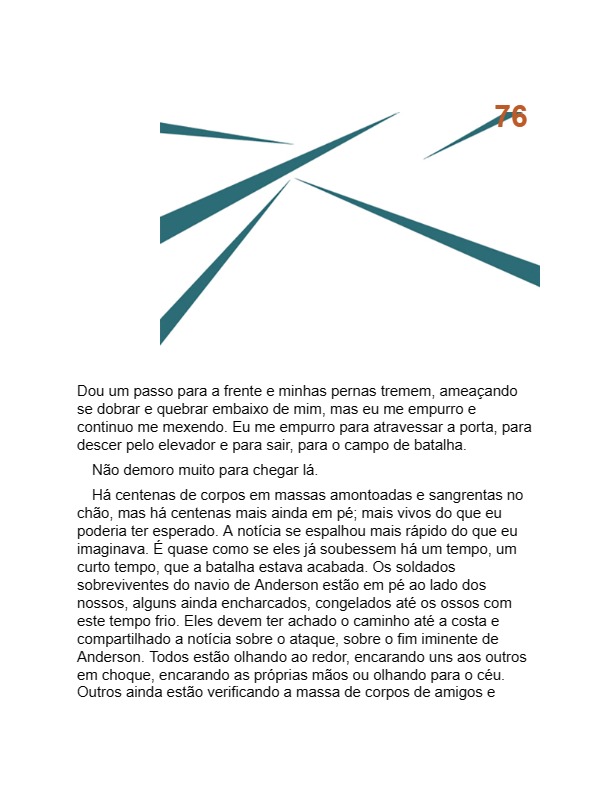 76
Dou um passo para a frente e minhas pernas tremem, ameaçando
se dobrar e quebrar embaixo de mim, mas eu me empurro e
continuo me mexendo. Eu me empurro para atravessar a porta, para
descer pelo elevador e para sair, para o campo de batalha.
Não demoro muito para chegar lá.
Há centenas de corpos em massas amontoadas e sangrentas no
chão, mas há centenas mais ainda em pé; mais vivos do que eu
poderia ter esperado. A notícia se espalhou mais rápido do que eu
imaginava. É quase como se eles já soubessem há um tempo, um
curto tempo, que a batalha estava acabada. Os soldados
sobreviventes do navio de Anderson estão em pé ao lado dos
nossos, alguns ainda encharcados, congelados até os ossos com
este tempo frio. Eles devem ter achado o caminho até a costa e
compartilhado a notícia sobre o ataque, sobre o fim iminente de
Anderson. Todos estão olhando ao redor, encarando uns aos outros
em choque, encarando as próprias mãos ou olhando para o céu.
Outros ainda estão verificando a massa de corpos de amigos e